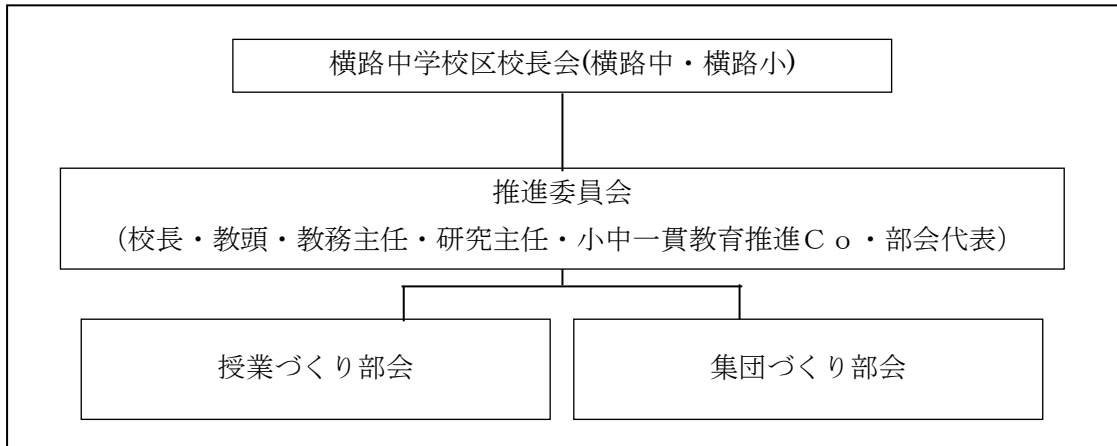 横路中学校区校長会(横路中・横路小)
推進委員会
（校長・教頭・教務主任・研究主任・小中一貫教育推進Ｃｏ・部会代表）
授業づくり部会
集団づくり部会